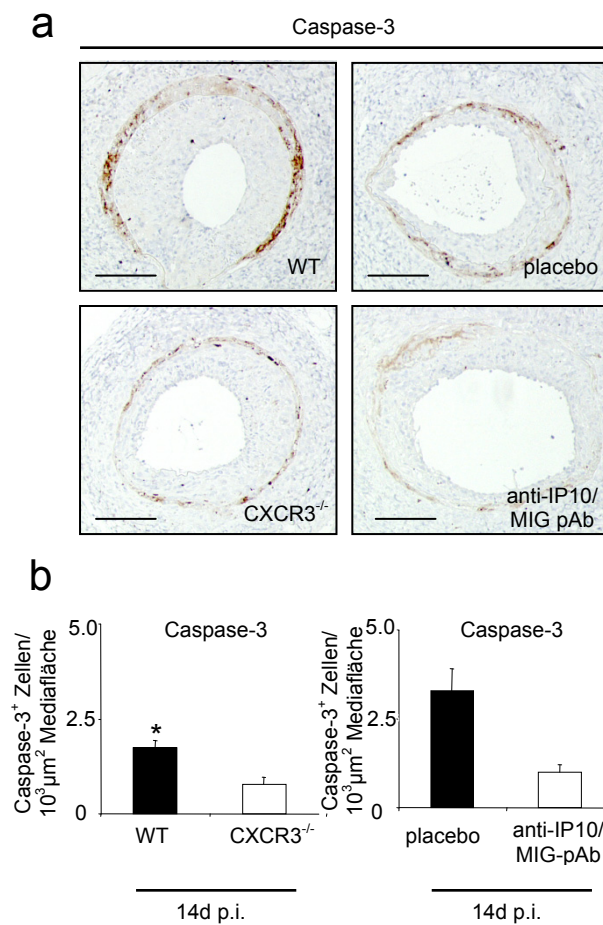 a
Caspase-3
WT
placebo
CXCR3-/-
anti-IP10/
MIG pAb
b
Caspase-3+ Zellen/
10³µm² Mediafläche
5.0
2.5
0
Caspase-3
*
WT
CXCR3-/-
14d p.i.
Caspase-3+ Zellen/
10³µm² Mediafläche
5.0
2.5
0
Caspase-3
placebo
anti-IP10/
MIG-pAb
14d p.i.